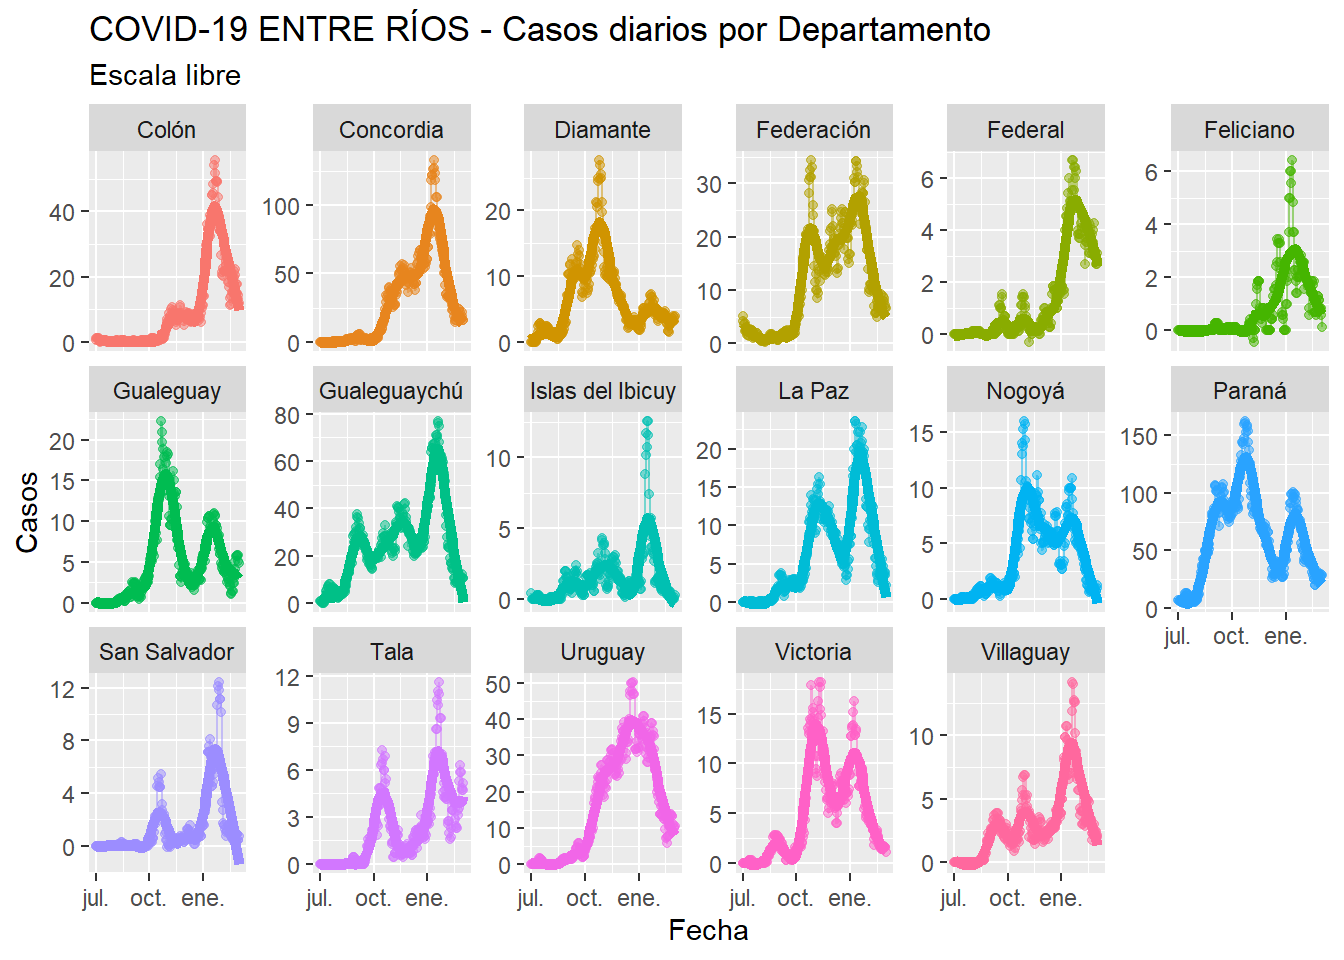 COVID-19 ENTRE RÍOS - Casos diarios por Departamento
Escala libre
Colón
Concordia
Diamante
Federación
Federal
Feliciano
0
20
40
0
50
100
0
10
20
0
10
20
30
0
2
4
6
0
2
4
6
Gualeguay
Gualeguaychú
Islas del Ibicuy
La Paz
Nogoyá
Paraná
0
5
10
15
20
0
20
40
60
80
0
5
10
0
5
10
15
20
0
5
10
15
0
50
100
150
jul. oct. ene.
San Salvador
Tala
Uruguay
Victoria
Villaguay
0
4
8
12
0
3
6
9
12
0
10
20
30
40
50
0
5
10
15
0
5
10
jul. oct. ene.
jul. oct. ene.
jul. oct. ene.
jul. oct. ene.
jul. oct. ene.
Casos
Fecha